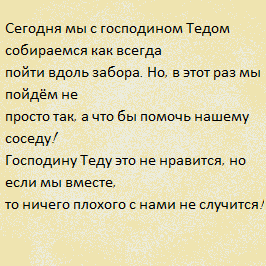 Сегодня мы с господином Тедом
собираемся как всегда
пойти вдоль забора. Но, в этот раз мы
пойдём не
просто так, а что бы помочь нашему
соседу!
Господину Теду это не нравится, но
если мы вместе,
то ничего плохого с нами не случится!